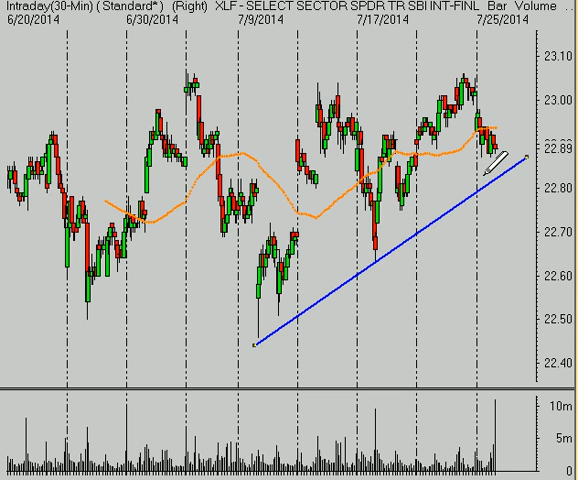 Intraday(30-Min) (Standard*) (Right) XLF - SELECT SECTOR SPDR TR SBI INT-FINL Bar Volume ...
6/20/2014 6/30/2014 7/9/2014 7/17/2014 7/25/2014
23.10
23.00
22.89
22.80
22.70
22.60
22.50
22.40
10m
5m
0